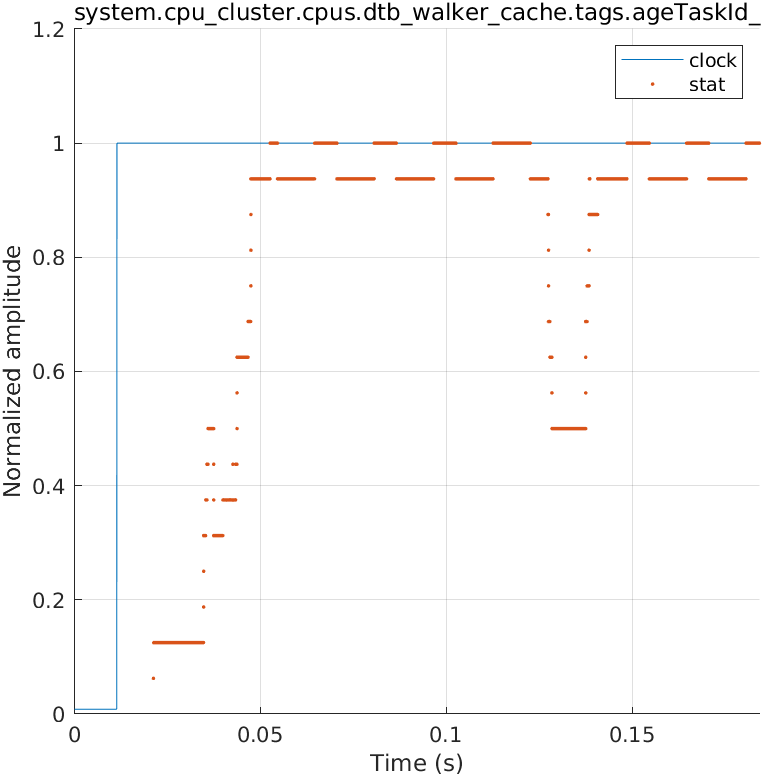 system.cpu_cluster.cpus.dtb_walker_cache.tags.ageTaskId_
1.2
clock
stat
1
0.8
0.6
0.4
0.2
0
Normalized amplitude
0
0.05
0.1
0.15
Time (s)